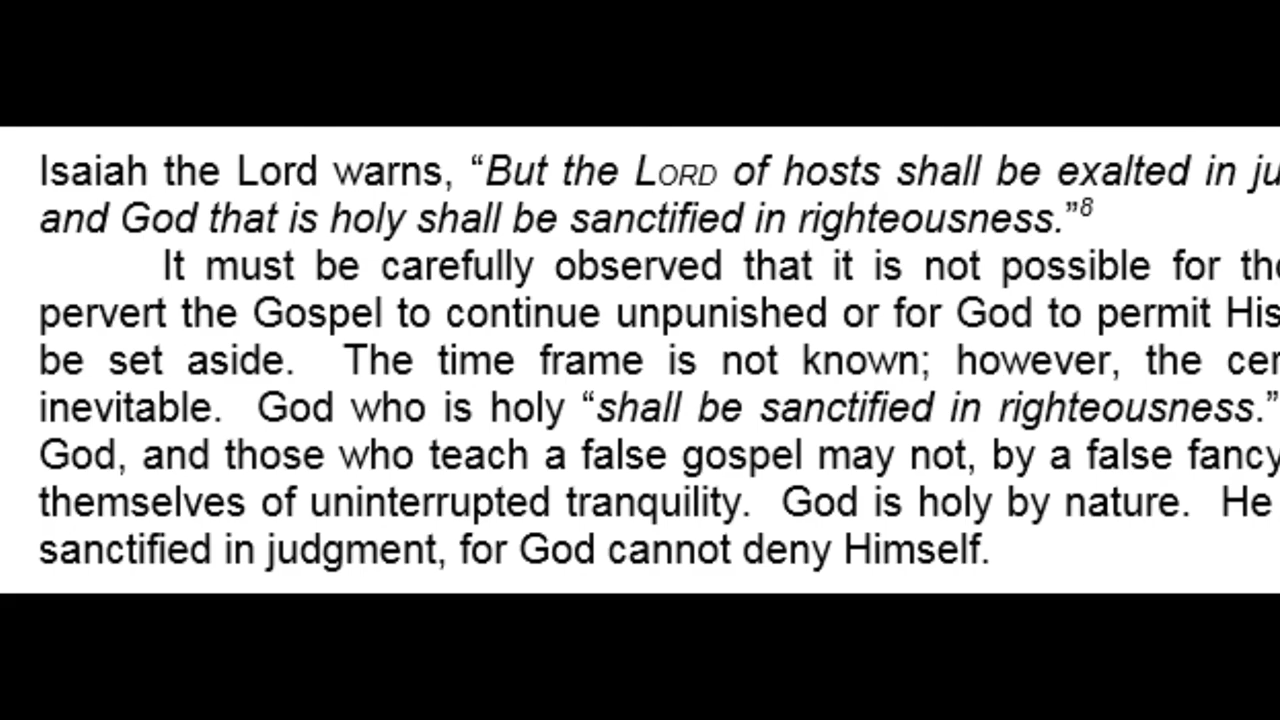 Isaiah the Lord warns, “But the LORD of hosts shall be exalted in
and God that is holy shall be sanctified in righteousness.”8
It must be carefully observed that it is not possible for
pervert the Gospel to continue unpunished or for God to permit His
be set aside. The time frame is not known; however, the
inevitable. God who is holy “shall be sanctified in righteousness.”
God, and those who teach a false gospel may not, by a false fancy
themselves of uninterrupted tranquility. God is holy by nature. He
sanctified in judgment, for God cannot deny Himself.